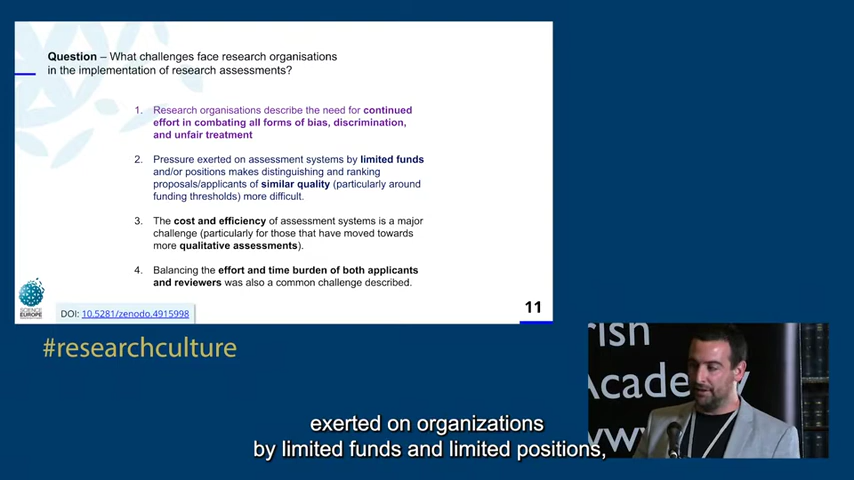 Question – What challenges face research organisations
in the implementation of research assessments?
1. Research organisations describe the need for continued
effort in combating all forms of bias, discrimination,
and unfair treatment
2. Pressure exerted on assessment systems by limited funds
and/or positions makes distinguishing and ranking
proposals/applicants of similar quality (particularly around
funding thresholds) more difficult.
3. The cost and efficiency of assessment systems is a major
challenge (particularly for those that have moved towards
more qualitative assessments).
4. Balancing the effort and time burden of both applicants
and reviewers was also a common challenge described.
SCIENCE
EUROPE
DOI: 10.5281/zenodo.4915998
11
#researchculture
rish
Acade y
ww
exerted on organizations
by limited funds and limited positions,